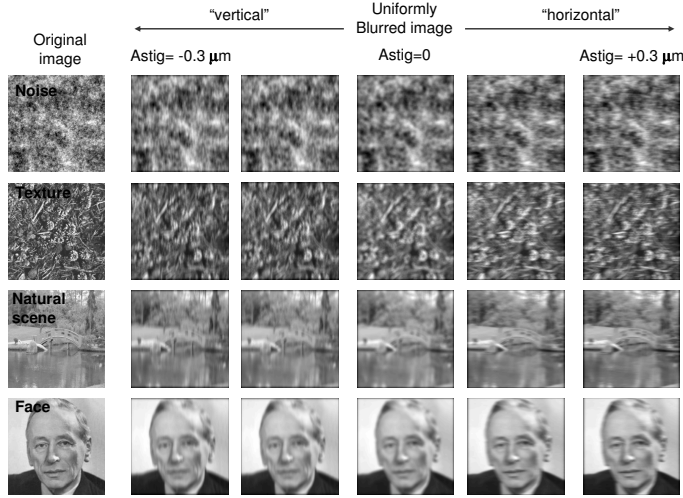 “vertical”
Uniformly
Blurred image
“horizontal”
Original
image
Astig= -0.3 μm
Astig=0
Astig= +0.3 μm
Noise
Texture
Natural
scene
Face